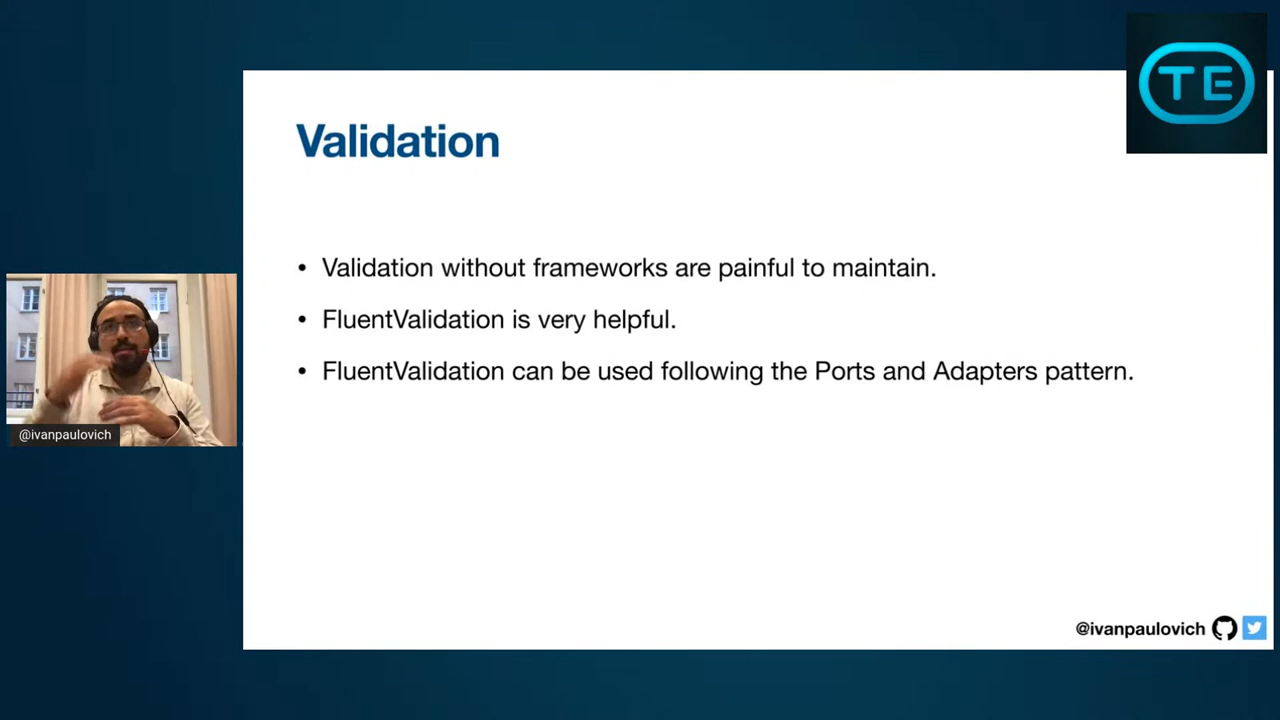 TE
Validation
• Validation without frameworks are painful to maintain.
• FluentValidation is very helpful.
• FluentValidation can be used following the Ports and Adapters pattern.
@ivanpaulovich
@ivanpaulovich